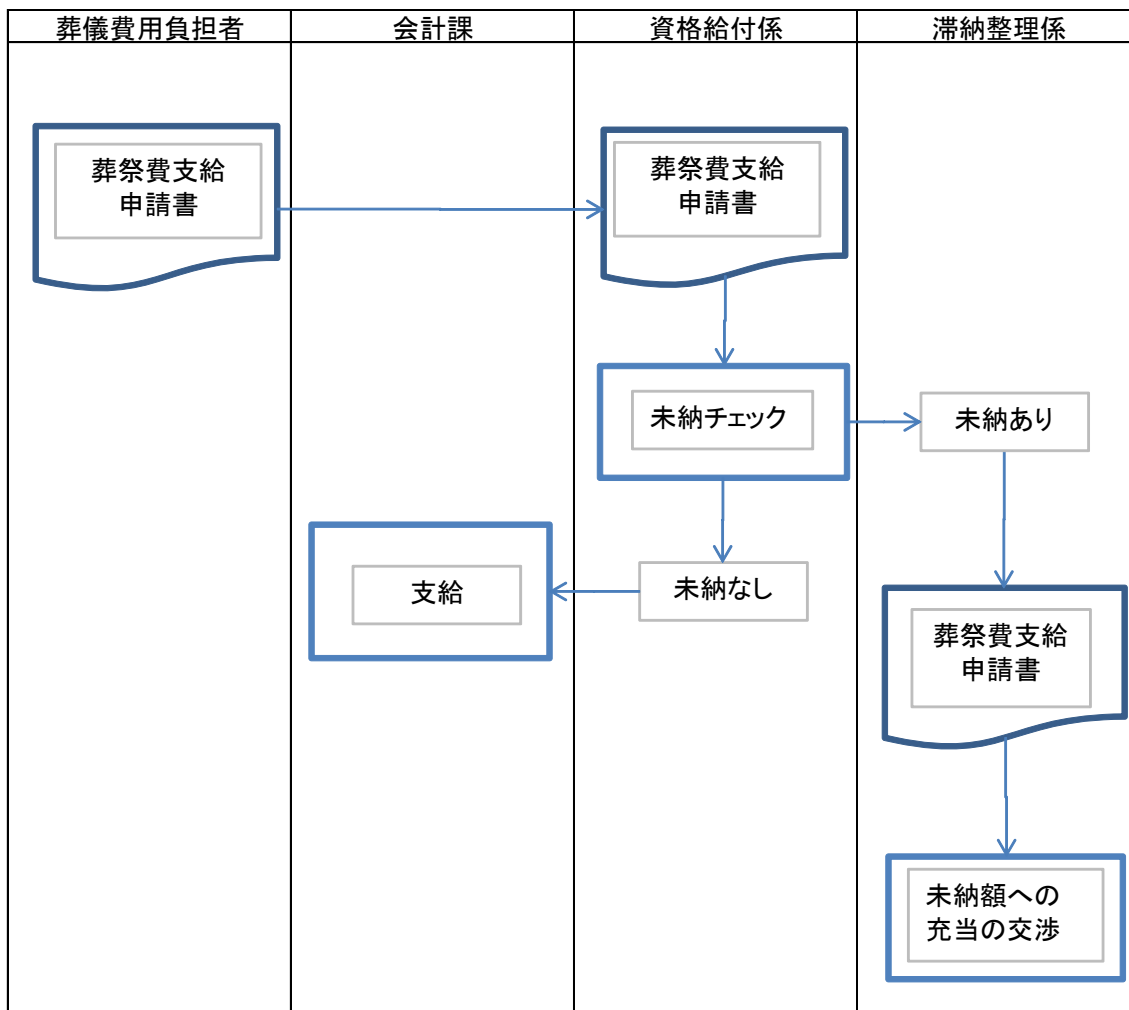 葬儀費用負担者
会計課
資格給付係
滞納整理係
葬祭費支給
申請書
葬祭費支給
申請書
未納チェック
未納あり
支給
未納なし
葬祭費支給
申請書
未納額への
充当の交渉